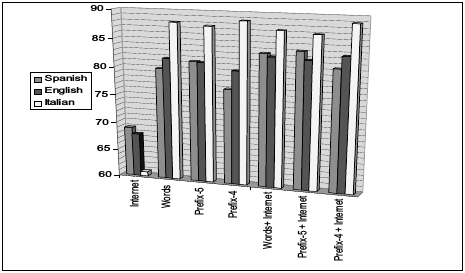 90
85
80
75
70
65
60
Spanish
English
Italian
Internet
Words
Prefix-5
Prefix-4
Words+ Internet
Prefix-5 + Internet
Prefix-4 + Internet